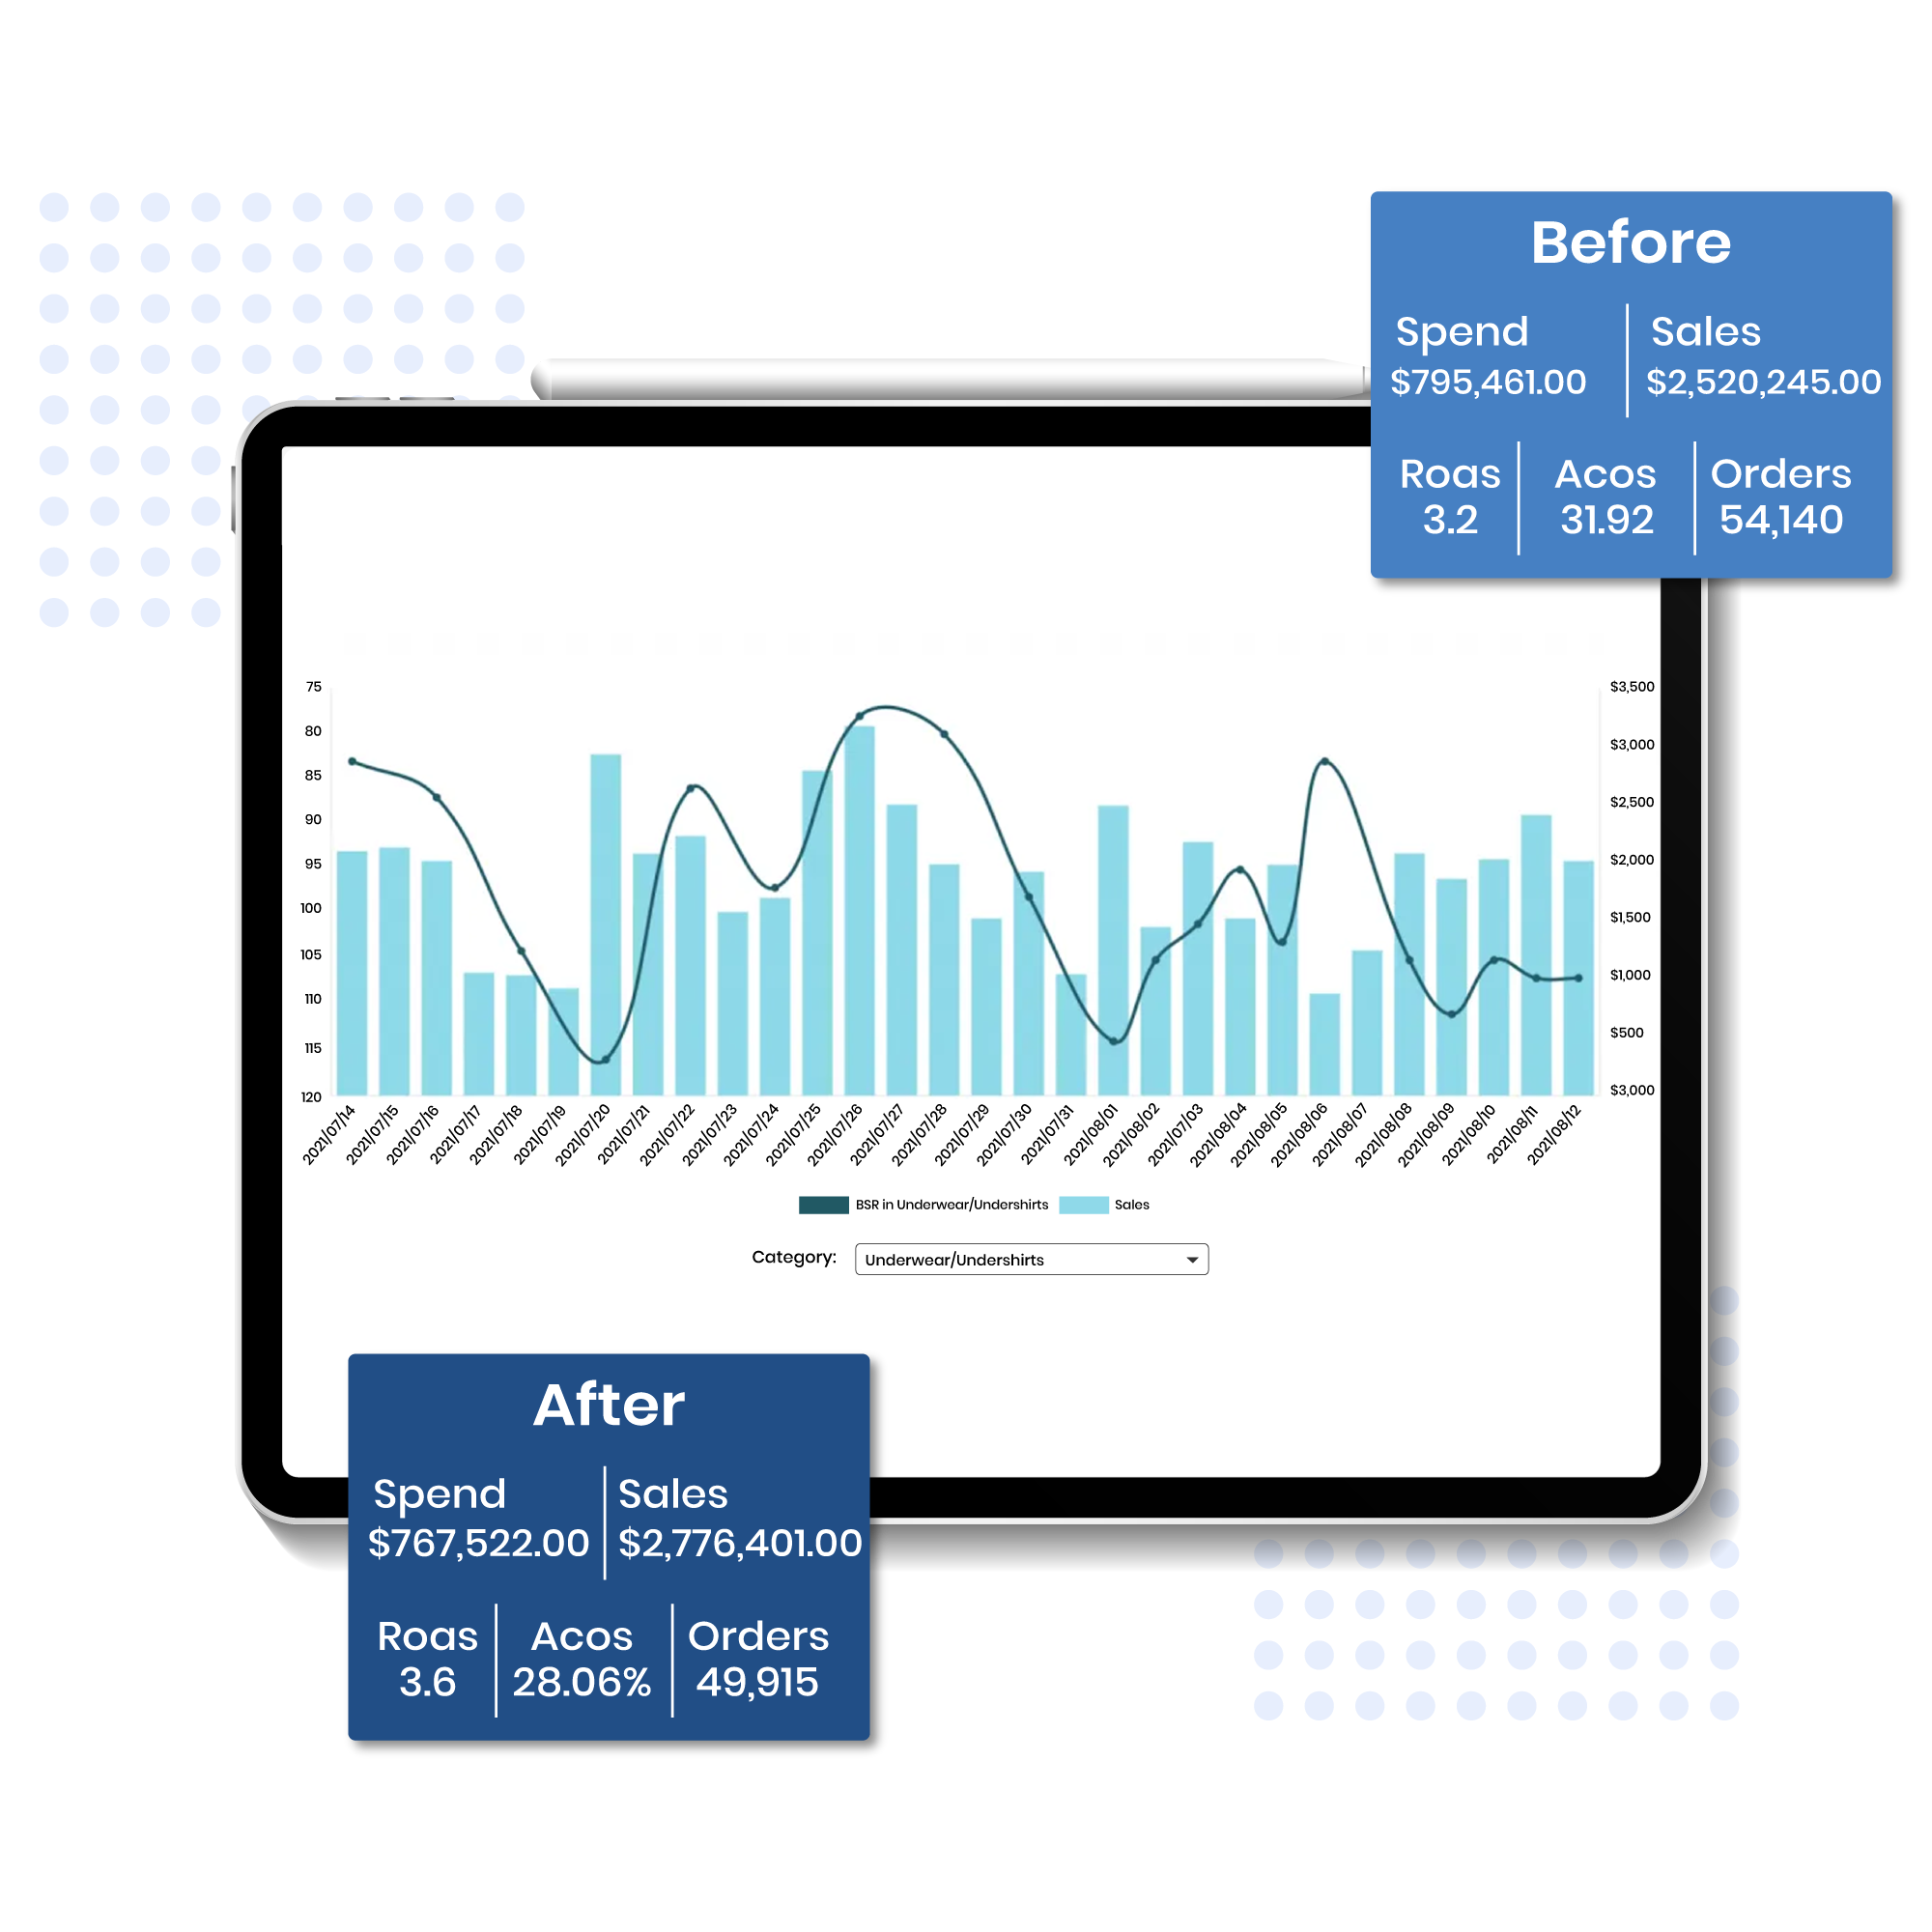 Before
Spend Sales
$795,461.00 $2,520,245.00
Roas Acos Orders
3.2 31.92 54,140
75 $3,500
80 $3,000
85 $2,500
90
95 $2,000
100 $1,500
105 $1,000
110 $500
115
120 $3,000
2021/07/14 2021/07/15 2021/07/16 2021/07/17 2021/07/18 2021/07/19 2021/07/20 2021/07/21 2021/07/22 2021/07/23 2021/07/24 2021/07/25 2021/07/26 2021/07/27 2021/07/28 2021/07/29 2021/07/30 2021/07/31 2021/08/01 2021/08/02 2021/07/03 2021/08/04 2021/08/05 2021/08/06 2021/08/07 2021/08/08 2021/08/09 2021/08/10 2021/08/11 2021/08/12
BSR in Underwear/Undershirts Sales
Category: Underwear/Undershirts
After
Spend Sales
$767,522.00 $2,776,401.00
Roas Acos Orders
3.6 28.06% 49,915